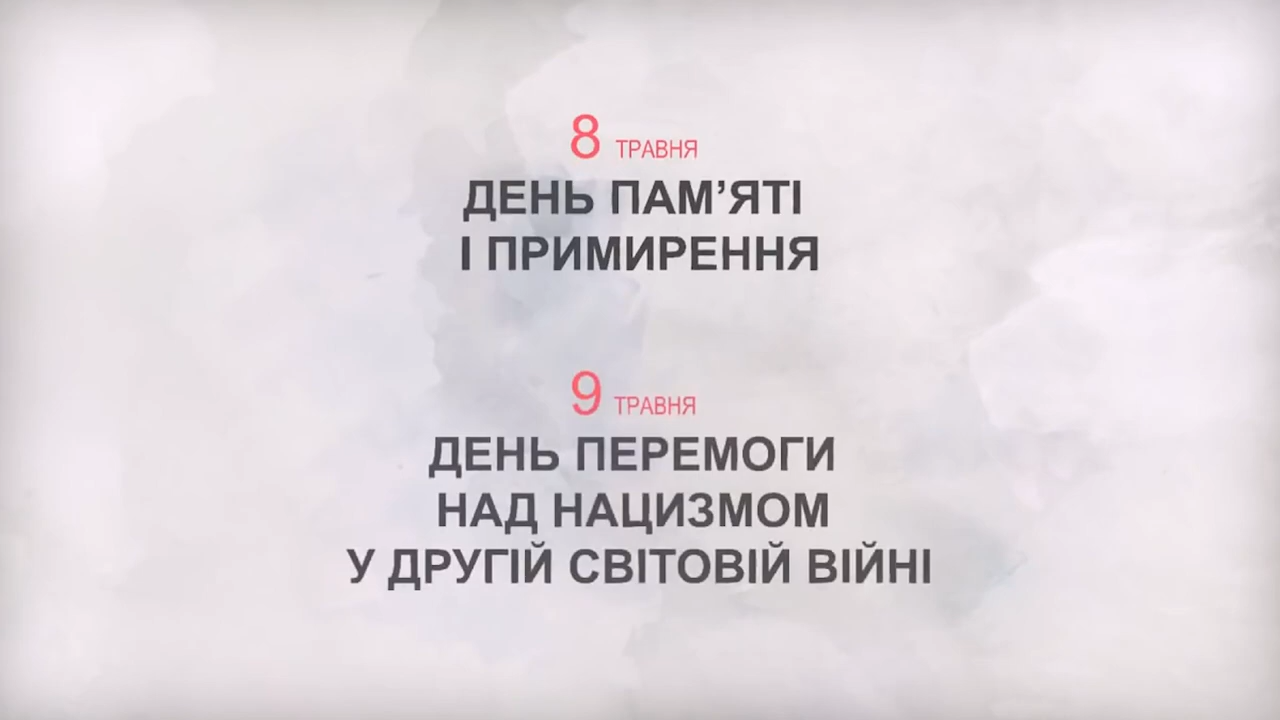 8 ТРАВНЯ
ДЕНЬ ПАМ’ЯТІ
І ПРИМИРЕННЯ
9 ТРАВНЯ
ДЕНЬ ПЕРЕМОГИ
НАД НАЦИЗМОМ
У ДРУГІЙ СВІТОВІЙ ВІЙНІ